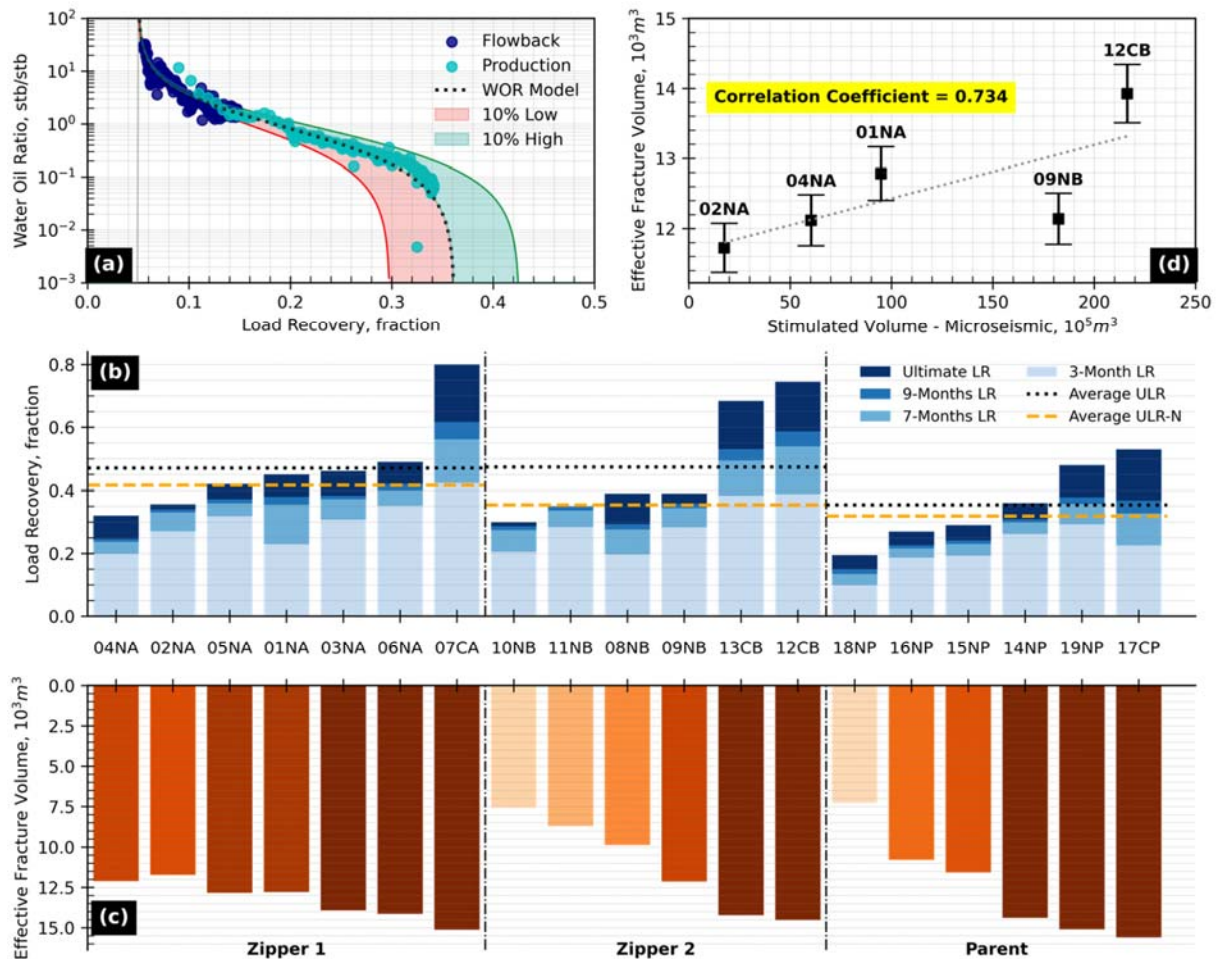 10²
10¹
10⁰
10⁻¹
10⁻²
10⁻³
Water Oil Ratio, stb/stb
Flowback
Production
WOR Model
10% Low
10% High
(a)
0.0 0.1 0.2 0.3 0.4 0.5
Load Recovery, fraction
15
14
13
12
Effective Fracture Volume, 10³m³
Correlation Coefficient = 0.734
12CB
01NA
04NA
09NB
02NA
(d)
0 50 100 150 200 250
Stimulated Volume - Microseismic, 10⁵m³
(b)
0.8
0.6
0.4
0.2
0.0
Load Recovery, fraction
Ultimate LR
9-Months LR
7-Months LR
3-Month LR
Average ULR
Average ULR-N
04NA 02NA 05NA 01NA 03NA 06NA 07CA 10NB 11NB 08NB 09NB 13CB 12CB 18NP 16NP 15NP 14NP 19NP 17CP
0.0
2.5
5.0
7.5
10.0
12.5
15.0
Effective Fracture Volume, 10³m³
(c)
Zipper 1 Zipper 2 Parent